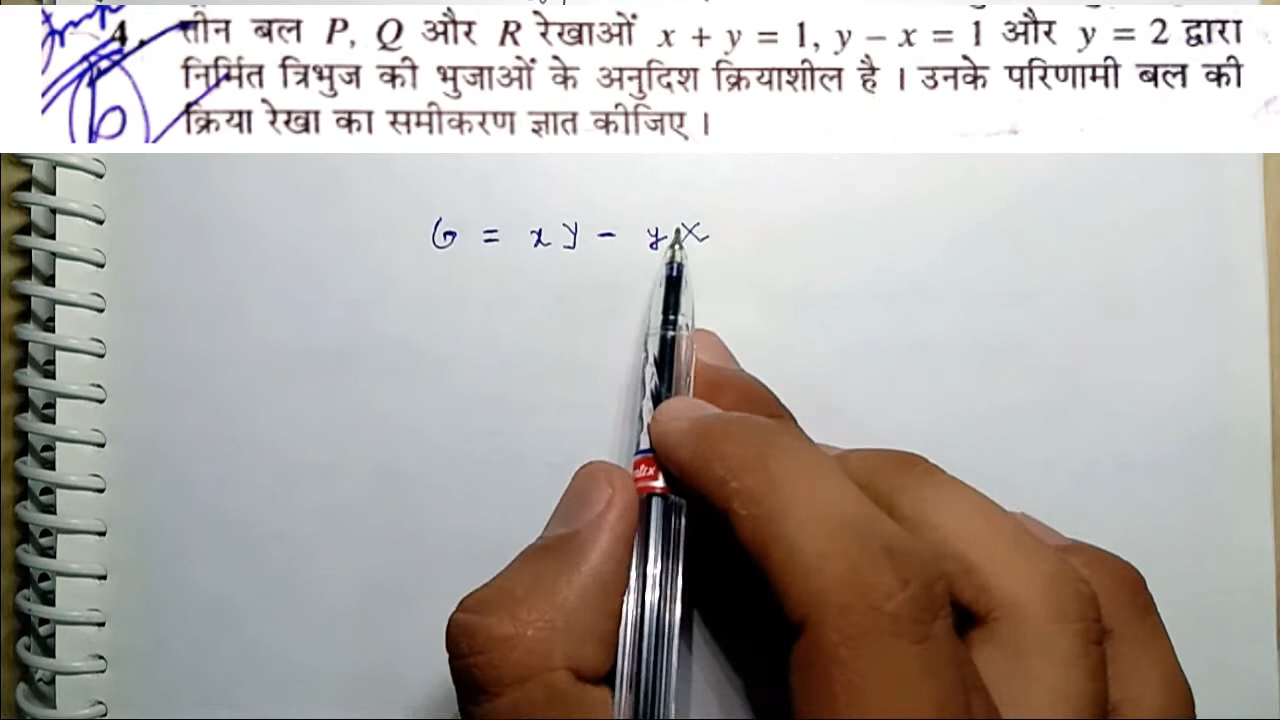 4. तीन बल P, Q और R रेखाओं x + y = 1, y − x = 1 और y = 2 द्वारा
निर्मित त्रिभुज की भुजाओं के अनुदिश क्रियाशील है । उनके परिणामी बल की
क्रिया रेखा का समीकरण ज्ञात कीजिए ।
G = xy - yX